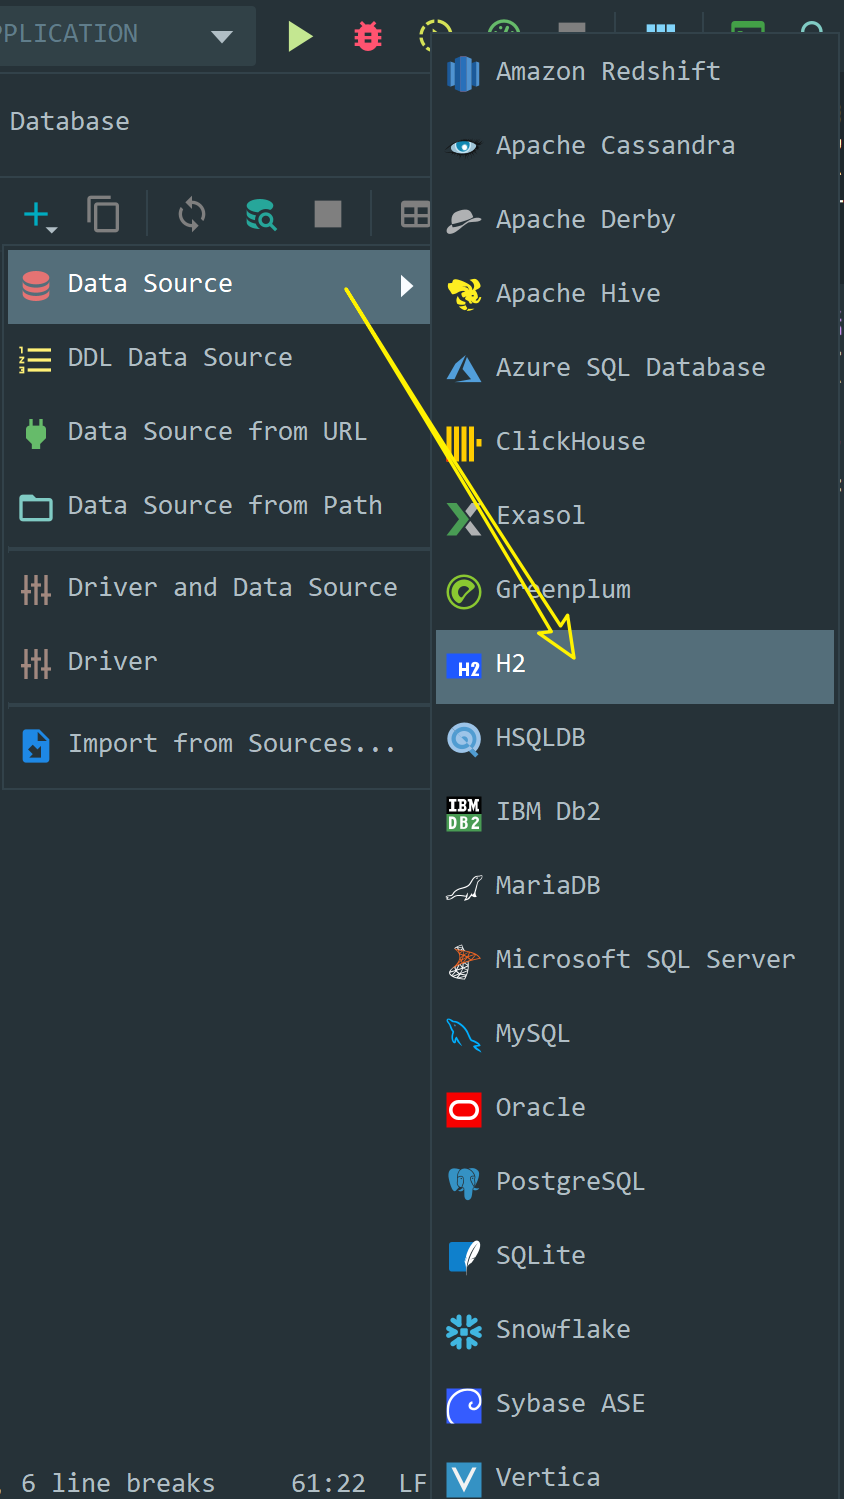 PPLICATION
Database
Data Source
DDL Data Source
Data Source from URL
Data Source from Path
Driver and Data Source
Driver
Import from Sources...
Amazon Redshift
Apache Cassandra
Apache Derby
Apache Hive
Azure SQL Database
ClickHouse
Exasol
Greenplum
H2 H2
HSQLDB
IBM DB2 IBM Db2
MariaDB
Microsoft SQL Server
MySQL
Oracle
PostgreSQL
SQLite
Snowflake
Sybase ASE
Vertica
, 6 line breaks 61:22 LF